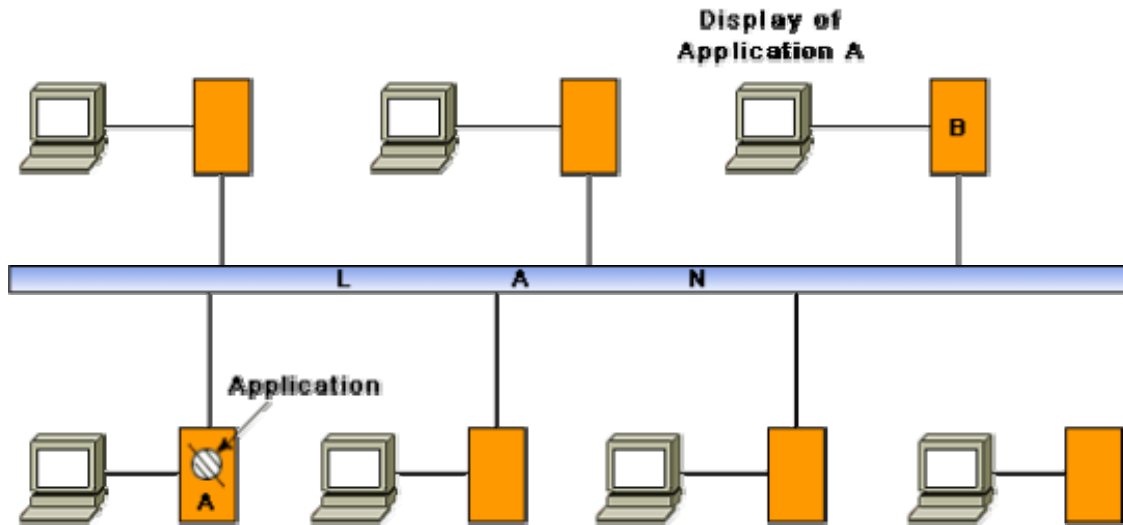 Display of
Application A
B
L A N
Application
A